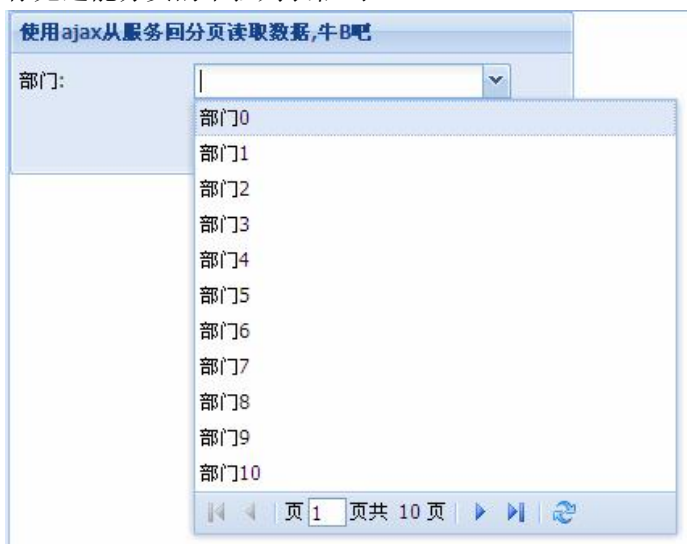 使用ajax从服务回分页读取数据,牛B吧
部门:
部门0
部门1
部门2
部门3
部门4
部门5
部门6
部门7
部门8
部门9
部门10
页 1 页共 10 页